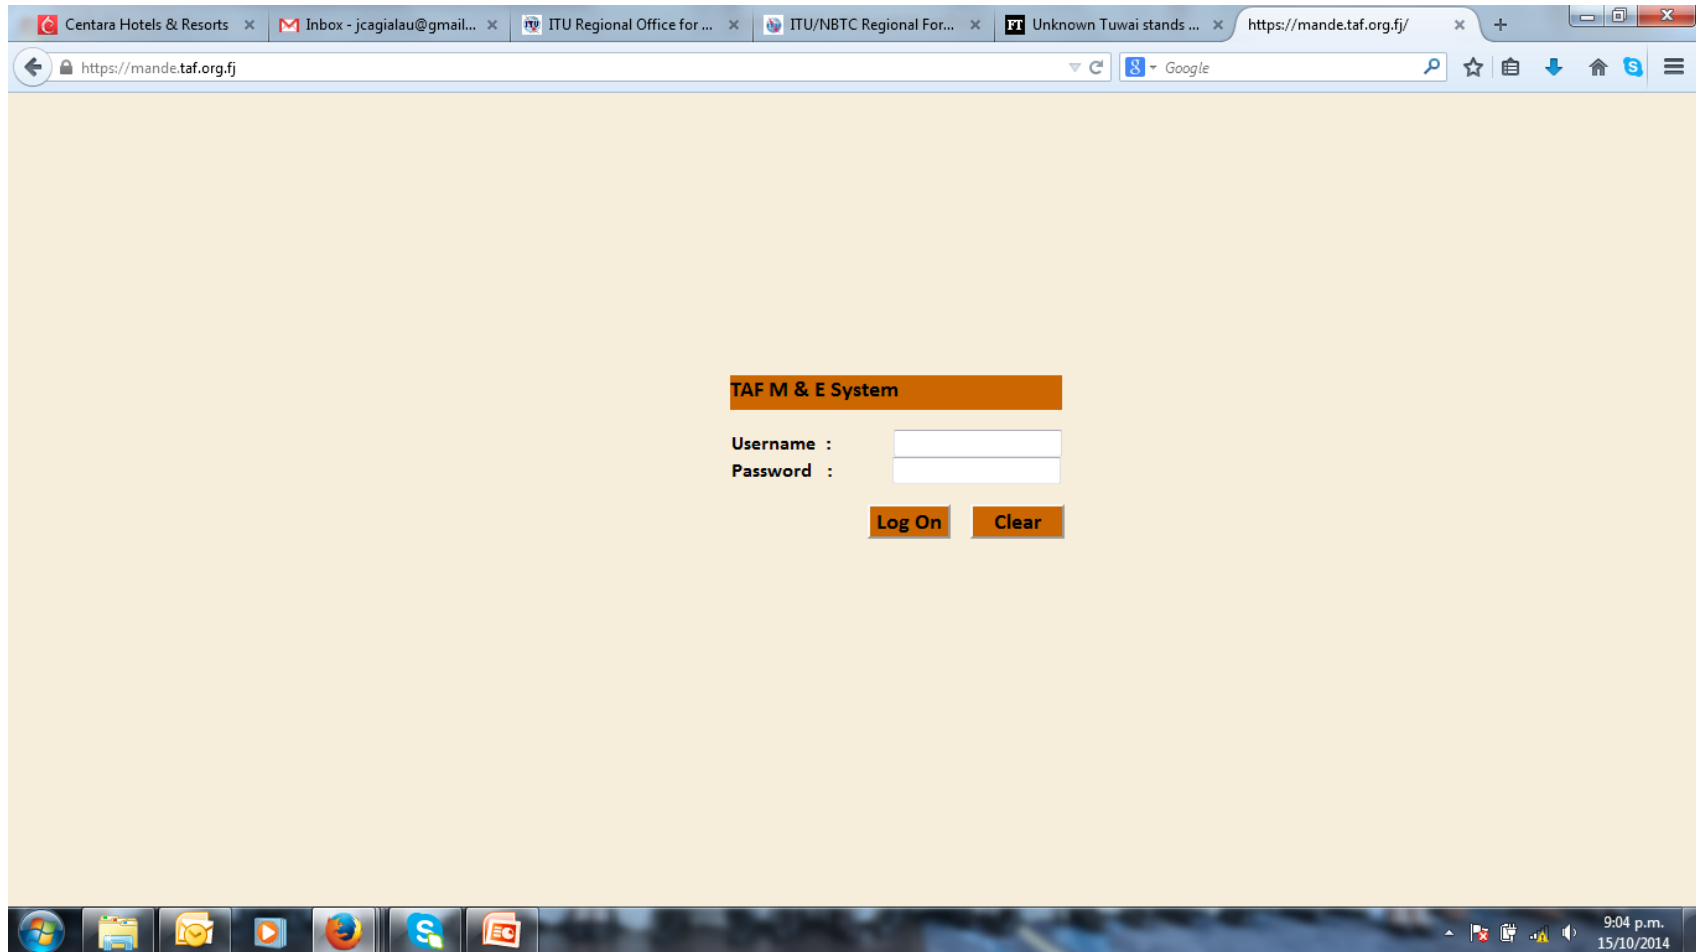 Centara Hotels & Resorts
Inbox - jcagialau@gmail...
ITU Regional Office for ...
ITU/NBTC Regional For...
FT Unknown Tuwai stands ...
https://mande.taf.org.fj/
https://mande.taf.org.fj
Google
TAF M & E System
Username :
Password :
Log On
Clear
9:04 p.m.
15/10/2014